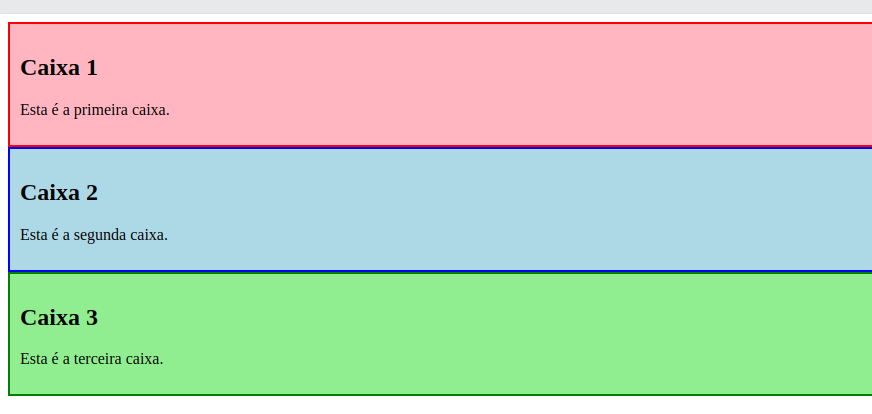 Caixa 1
Esta é a primeira caixa.
Caixa 2
Esta é a segunda caixa.
Caixa 3
Esta é a terceira caixa.